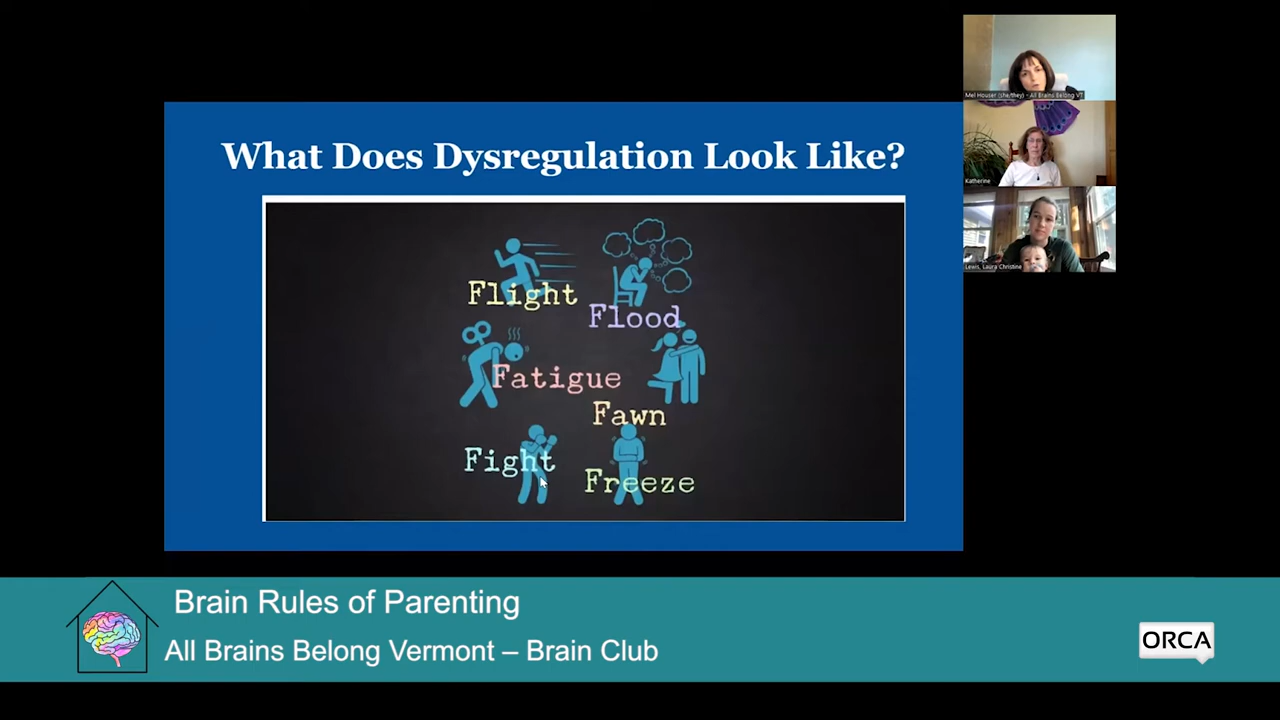 What Does Dysregulation Look Like?
Flight
Flood
Fatigue
Fawn
Fight
Freeze
Mel Houser (she/they) - All Brains Belong VT
Katherine
Lewis, Laura Christine
Brain Rules of Parenting
All Brains Belong Vermont – Brain Club
ORCA